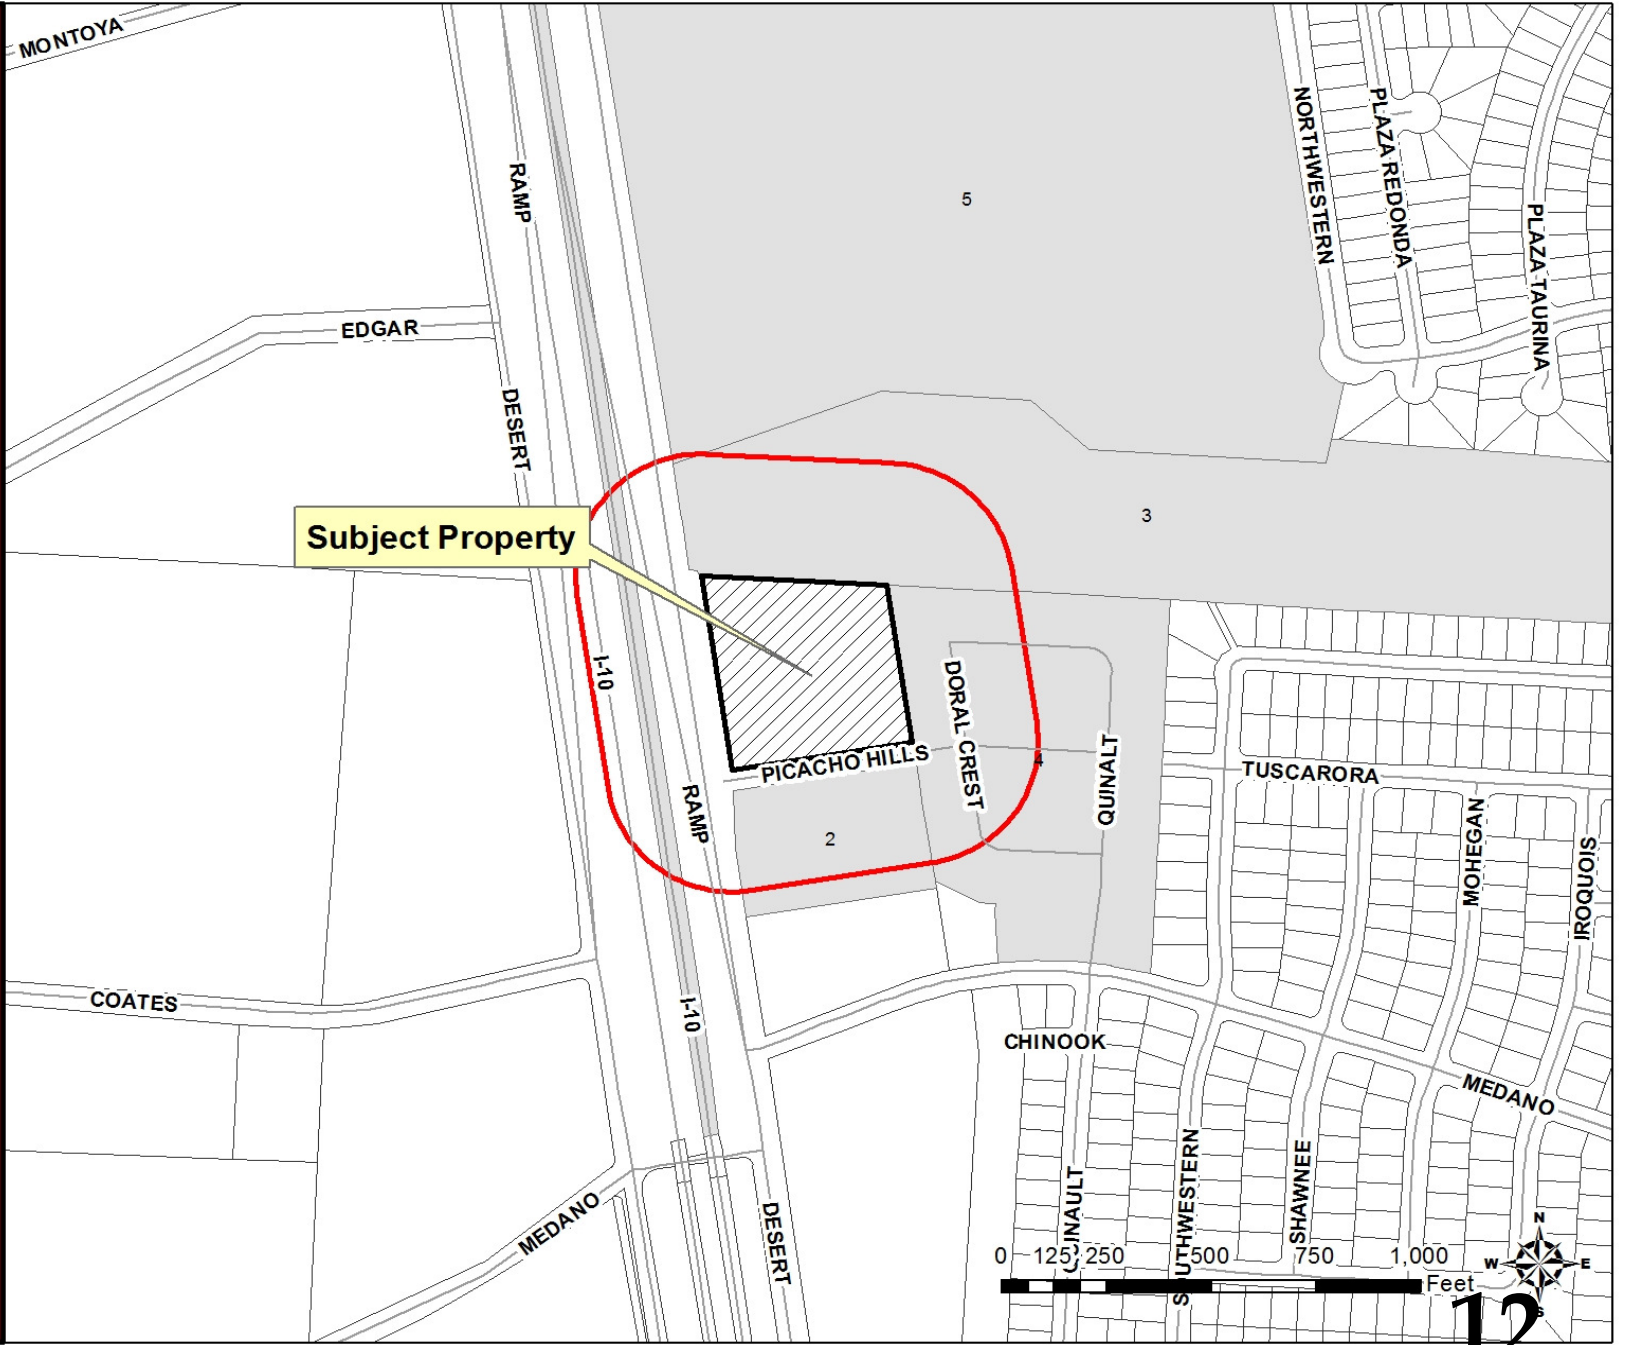 MONTOYA
RAMP
NORTHWESTERN
PLAZA REDONDA
PLAZA TAURINA
5
EDGAR
DESERT
3
Subject Property
I-10
DORAL CREST
QUINALT
PICACHO HILLS
4
TUSCARORA
RAMP
2
MOHEGAN
IROQUOIS
COATES
I-10
CHINOOK
MEDANO
MEDANO
DESERT
QUINAULT
SOUTHWESTERN
SHAWNEE
N
W
E
S
0 125 250 500 750 1,000
Feet
12